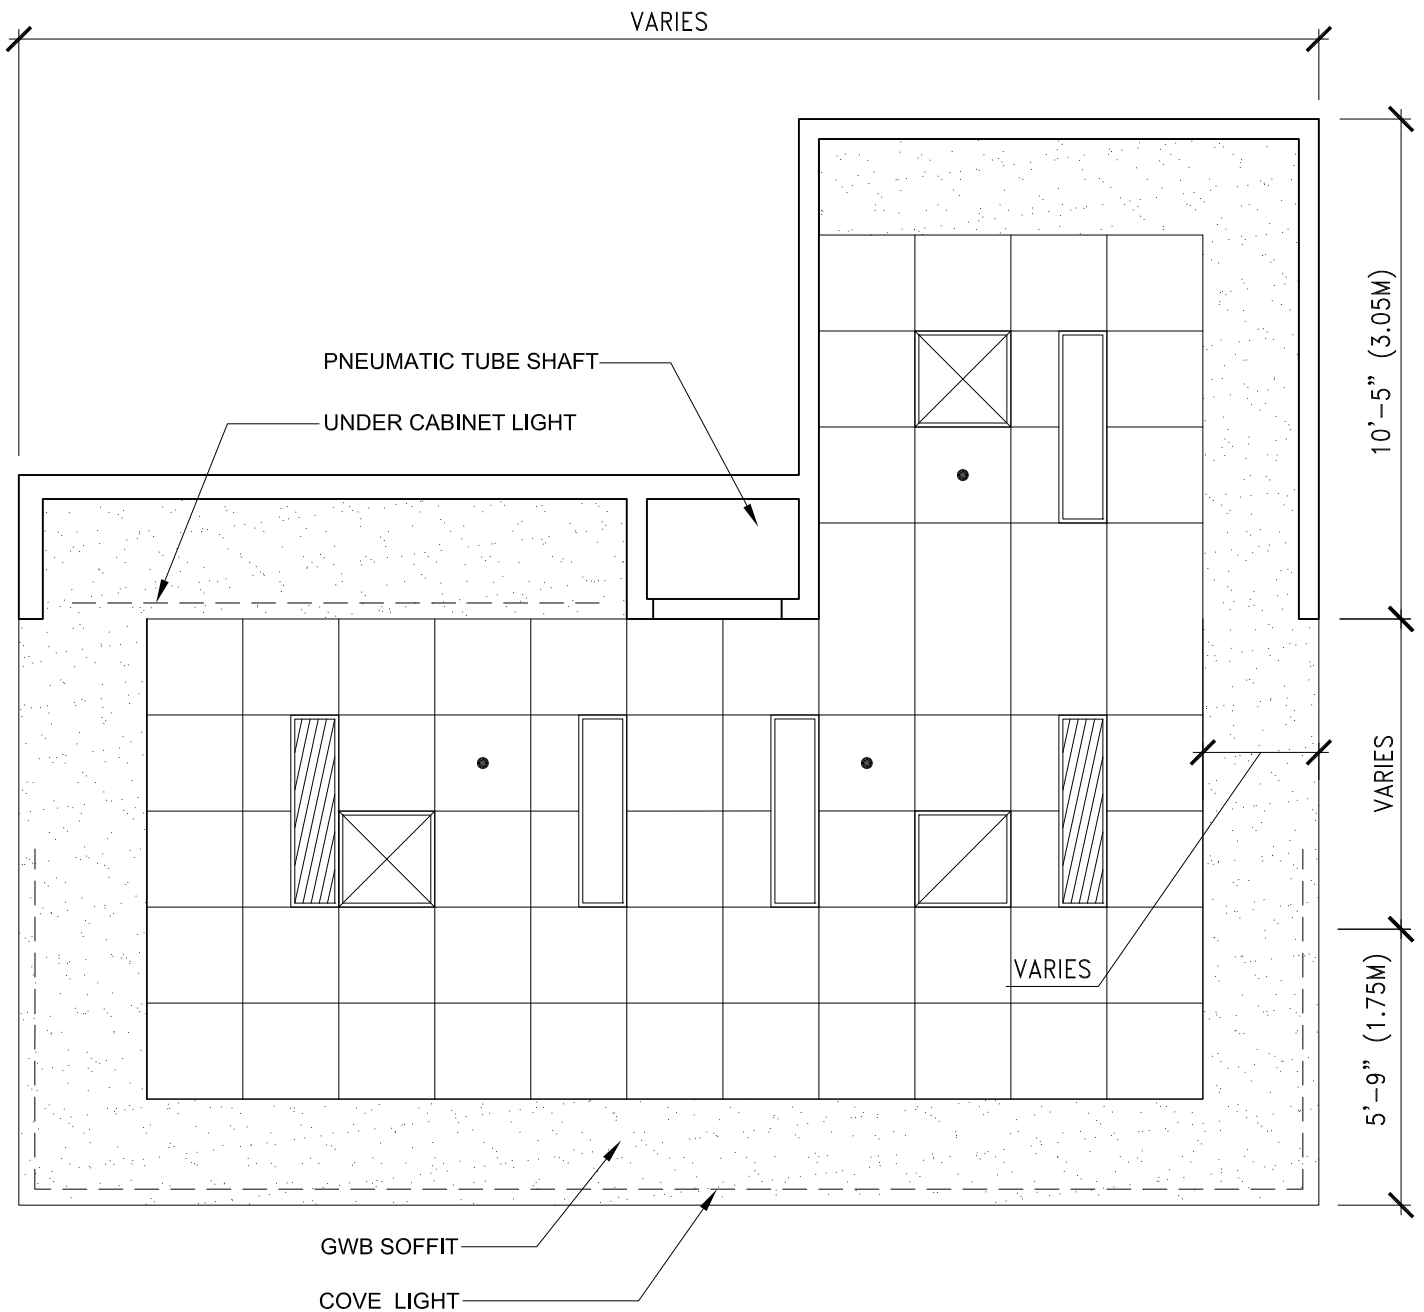 VARIES
10'-5" (3.05M)
PNEUMATIC TUBE SHAFT
UNDER CABINET LIGHT
VARIES
VARIES
5'-9" (1.75M)
GWB SOFFIT
COVE LIGHT